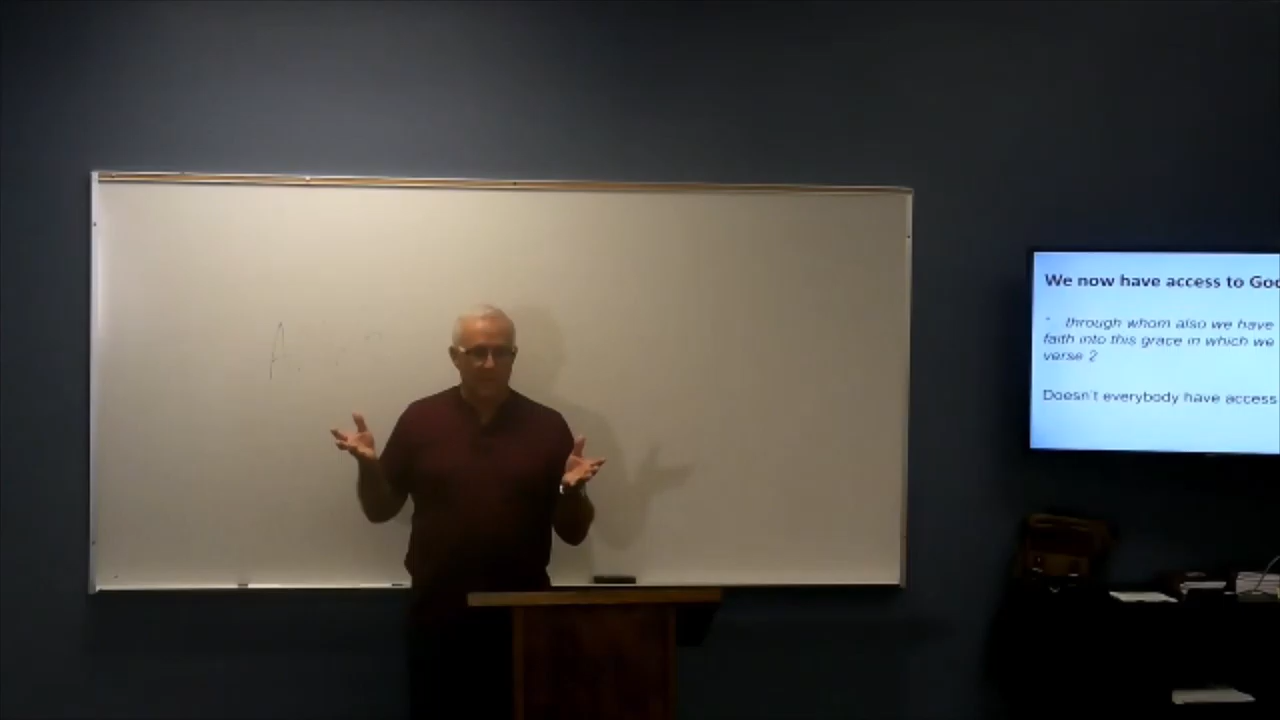 A
We now have access to
through whom also we have
faith into this grace in which we
verse 2
Doesn't everybody have access